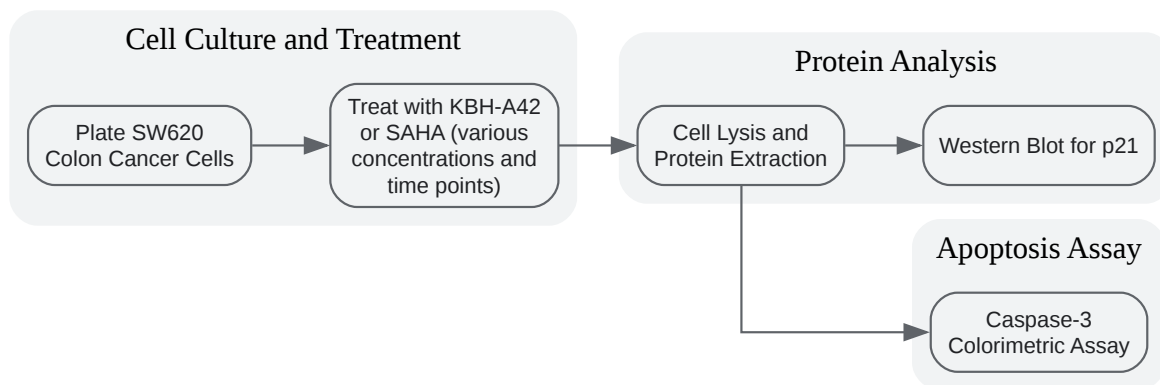 Cell Culture and Treatment
Plate SW620
Colon Cancer Cells
Treat with KBH-A42
or SAHA (various
concentrations and
time points)
Protein Analysis
Cell Lysis and
Protein Extraction
Western Blot for p21
Apoptosis Assay
Caspase-3
Colorimetric Assay